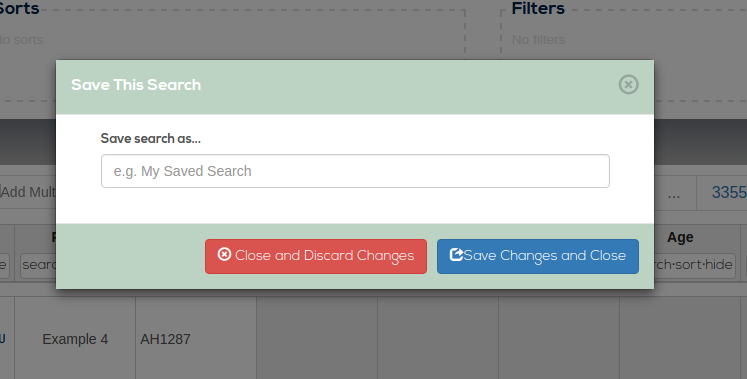 Sorts
Filters
No sorts
No filters
Save This Search
Save search as...
e.g. My Saved Search
Add Mult
...
3355
Age
Close and Discard Changes
Save Changes and Close
sear
rch·sort·hide
Example 4
AH1287